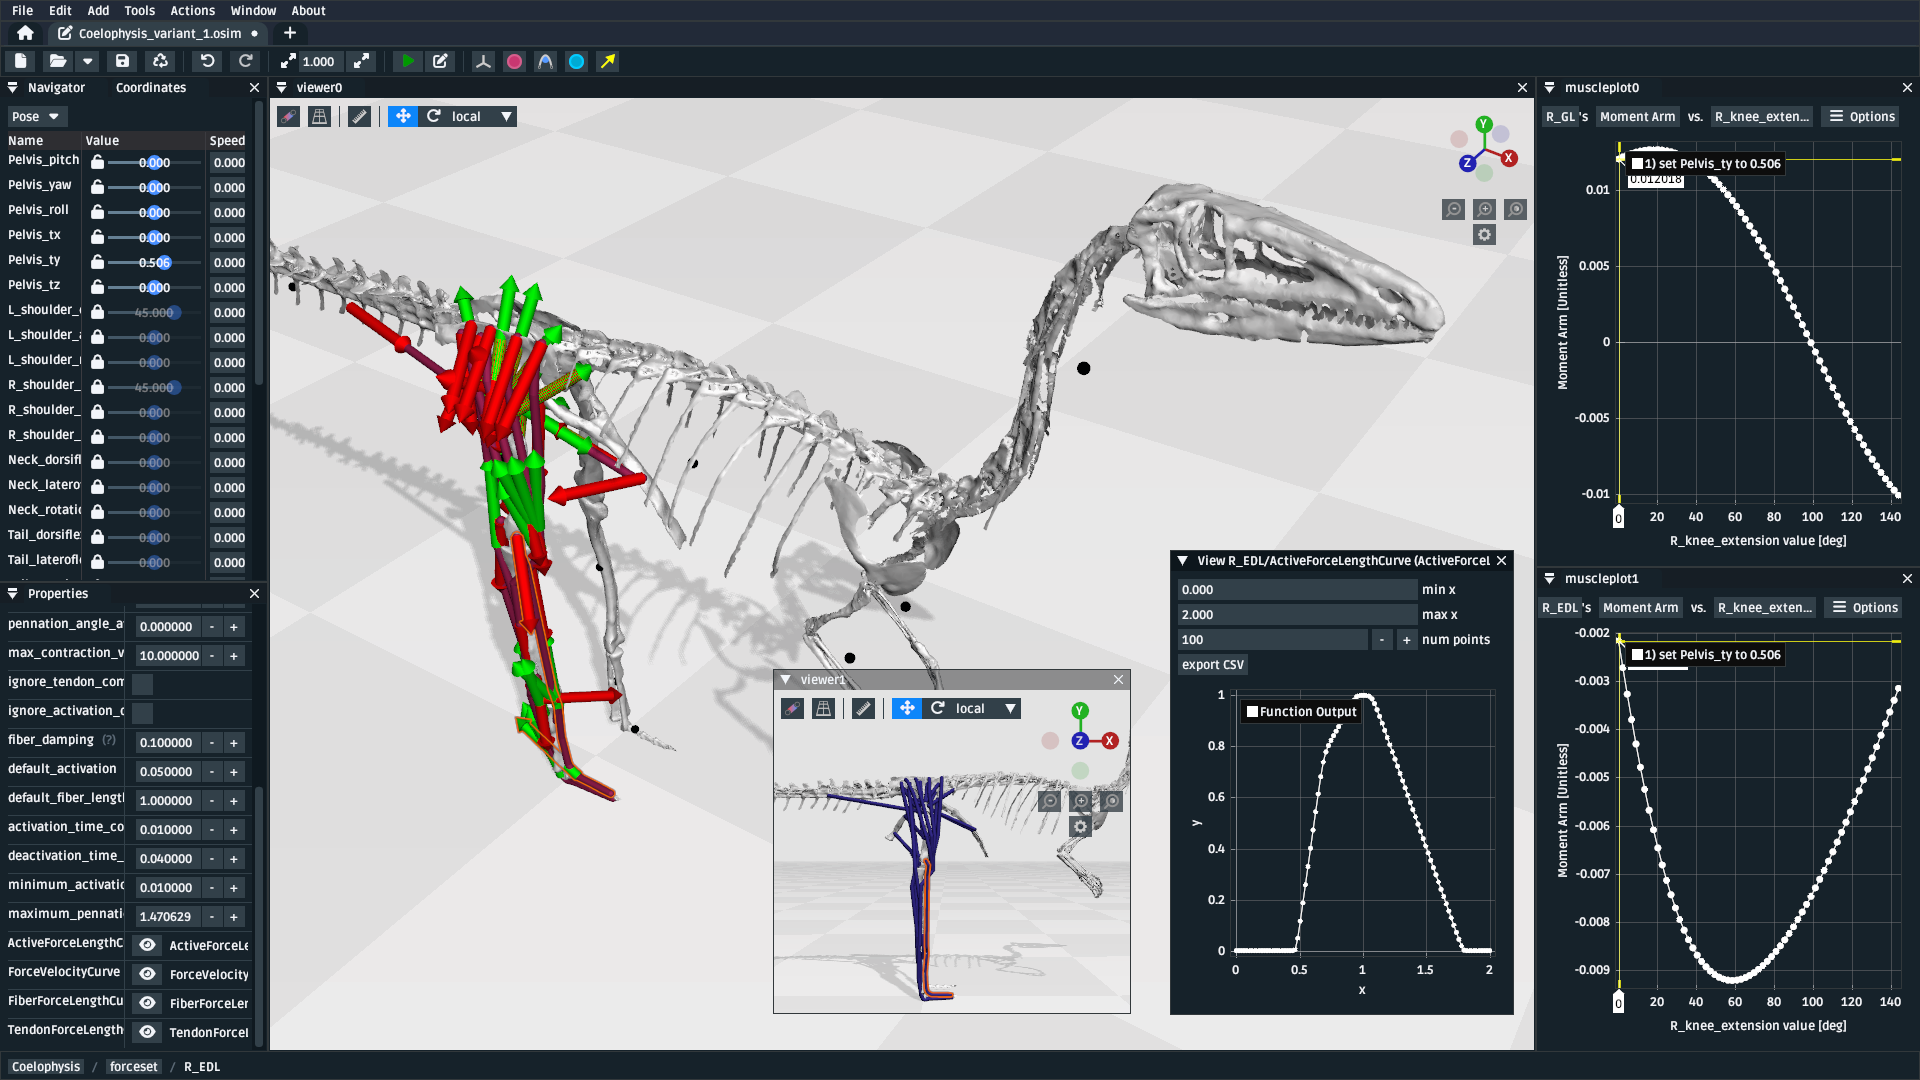 File Edit Add Tools Actions Window About
Coelophysis_variant_1.osim
1.000
Navigator Coordinates
Pose
Name Value Speed
Pelvis_pitch 0.000 0.000
Pelvis_yaw 0.000 0.000
Pelvis_roll 0.000 0.000
Pelvis_tx 0.000 0.000
Pelvis_ty 0.506 0.000
Pelvis_tz 0.000 0.000
L_shoulder_ 45.000 0.000
L_shoulder_ 0.000 0.000
L_shoulder_ 0.000 0.000
R_shoulder_ 45.000 0.000
R_shoulder_ 0.000 0.000
R_shoulder_ 0.000 0.000
Neck_dorsifl 0.000 0.000
Neck_latero 0.000 0.000
Neck_rotatio 0.000 0.000
Tail_dorsifle 0.000 0.000
Tail_laterofl 0.000 0.000
Properties
pennation_angle_a 0.000000 - +
max_contraction_v 10.000000 - +
ignore_tendon_com
ignore_activation_
fiber_damping (?) 0.100000 - +
default_activation 0.050000 - +
default_fiber_lengt 1.000000 - +
activation_time_co 0.010000 - +
deactivation_time_ 0.040000 - +
minimum_activatio 0.010000 - +
maximum_pennati 1.470629 - +
ActiveForceLengthC ActiveForceLe
ForceVelocityCurve ForceVelocity
FiberForceLengthCu FiberForceLen
TendonForceLength TendonForceL
Coelophysis / forceset / R_EDL
viewer0
local
Y
Z
X
viewer1
local
Y
Z X
View R_EDL/ActiveForceLengthCurve (ActiveForceL
0.000 min x
2.000 max x
100 - + num points
export CSV
Function Output
1
0.8
0.6
0.4
0.2
0
y
0 0.5 1 1.5 2
x
muscleplot0
R_GL 's Moment Arm vs. R_knee_exten... Options
1) set Pelvis_ty to 0.506
0.012018
0.01
0.005
0
-0.005
-0.01
Moment Arm [Unitless]
0 20 40 60 80 100 120 140
R_knee_extension value [deg]
muscleplot1
R_EDL 's Moment Arm vs. R_knee_exten... Options
1) set Pelvis_ty to 0.506
-0.002
-0.003
-0.004
-0.005
-0.006
-0.007
-0.008
-0.009
Moment Arm [Unitless]
0 20 40 60 80 100 120 140
R_knee_extension value [deg]